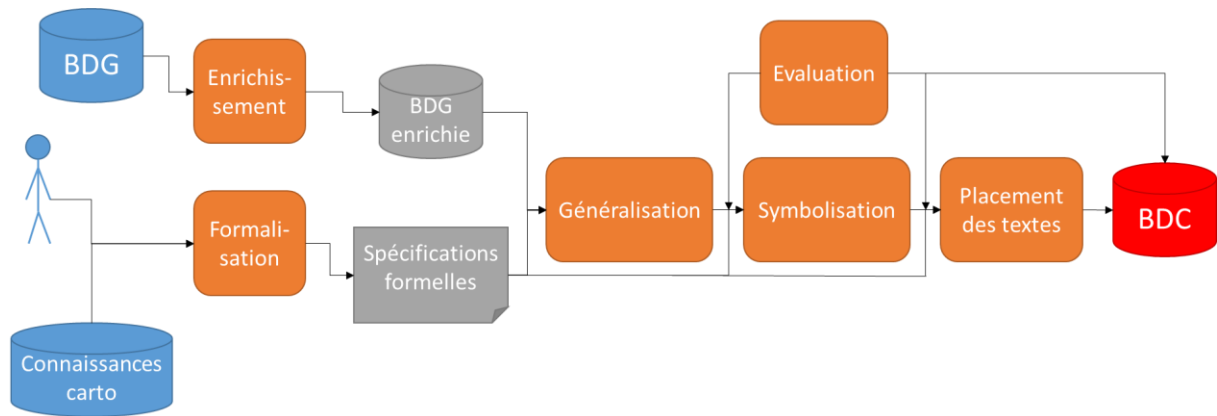 BDG
Enrichis-
sement
BDG
enrichie
Evaluation
Généralisation
Symbolisation
Placement
des textes
BDC
Formali-
sation
Spécifications
formelles
Connaissances
carto